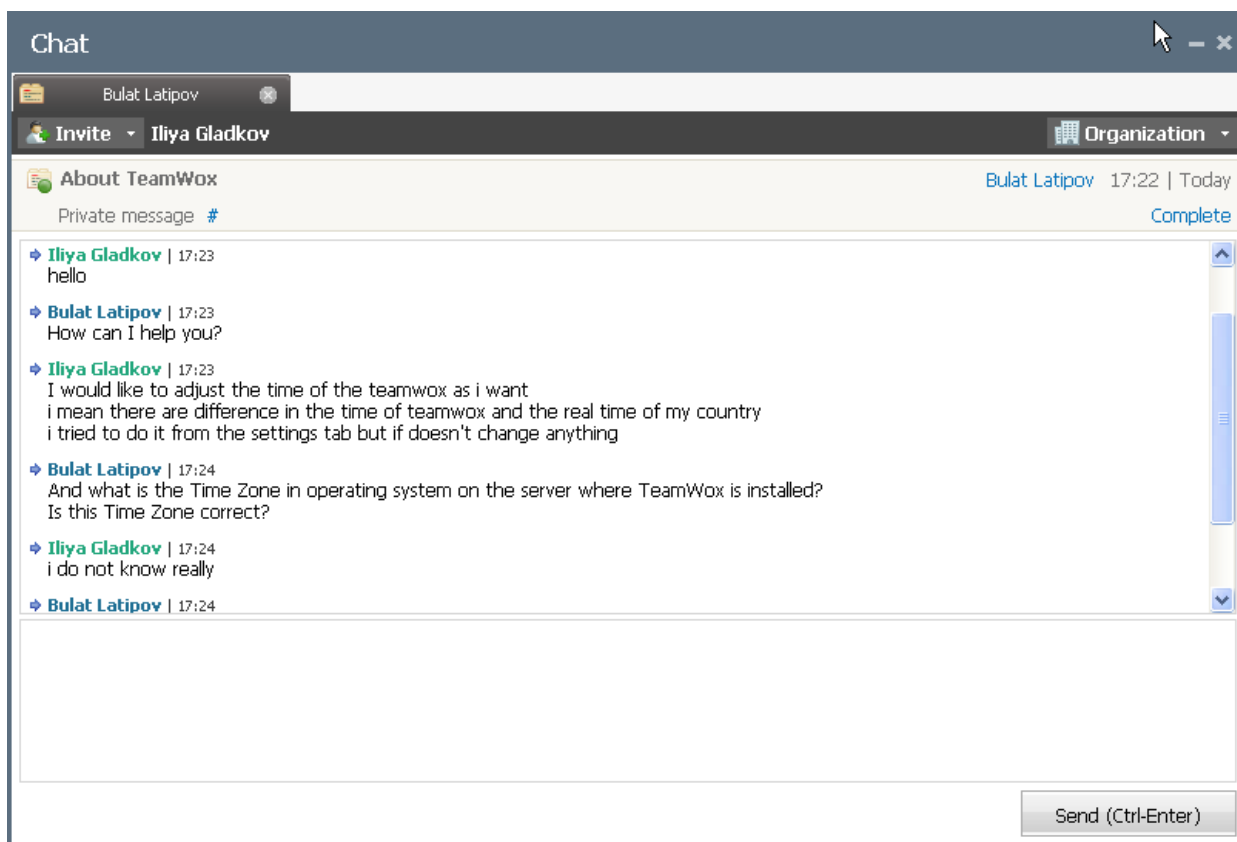 Chat
Bulat Latipov
Invite Iliya Gladkov Organization
About TeamWox Bulat Latipov 17:22 | Today
Private message # Complete
Iliya Gladkov | 17:23
hello
Bulat Latipov | 17:23
How can I help you?
Iliya Gladkov | 17:23
I would like to adjust the time of the teamwox as i want
i mean there are difference in the time of teamwox and the real time of my country
i tried to do it from the settings tab but if doesn't change anything
Bulat Latipov | 17:24
And what is the Time Zone in operating system on the server where TeamWox is installed?
Is this Time Zone correct?
Iliya Gladkov | 17:24
i do not know really
Bulat Latipov | 17:24
Send (Ctrl-Enter)